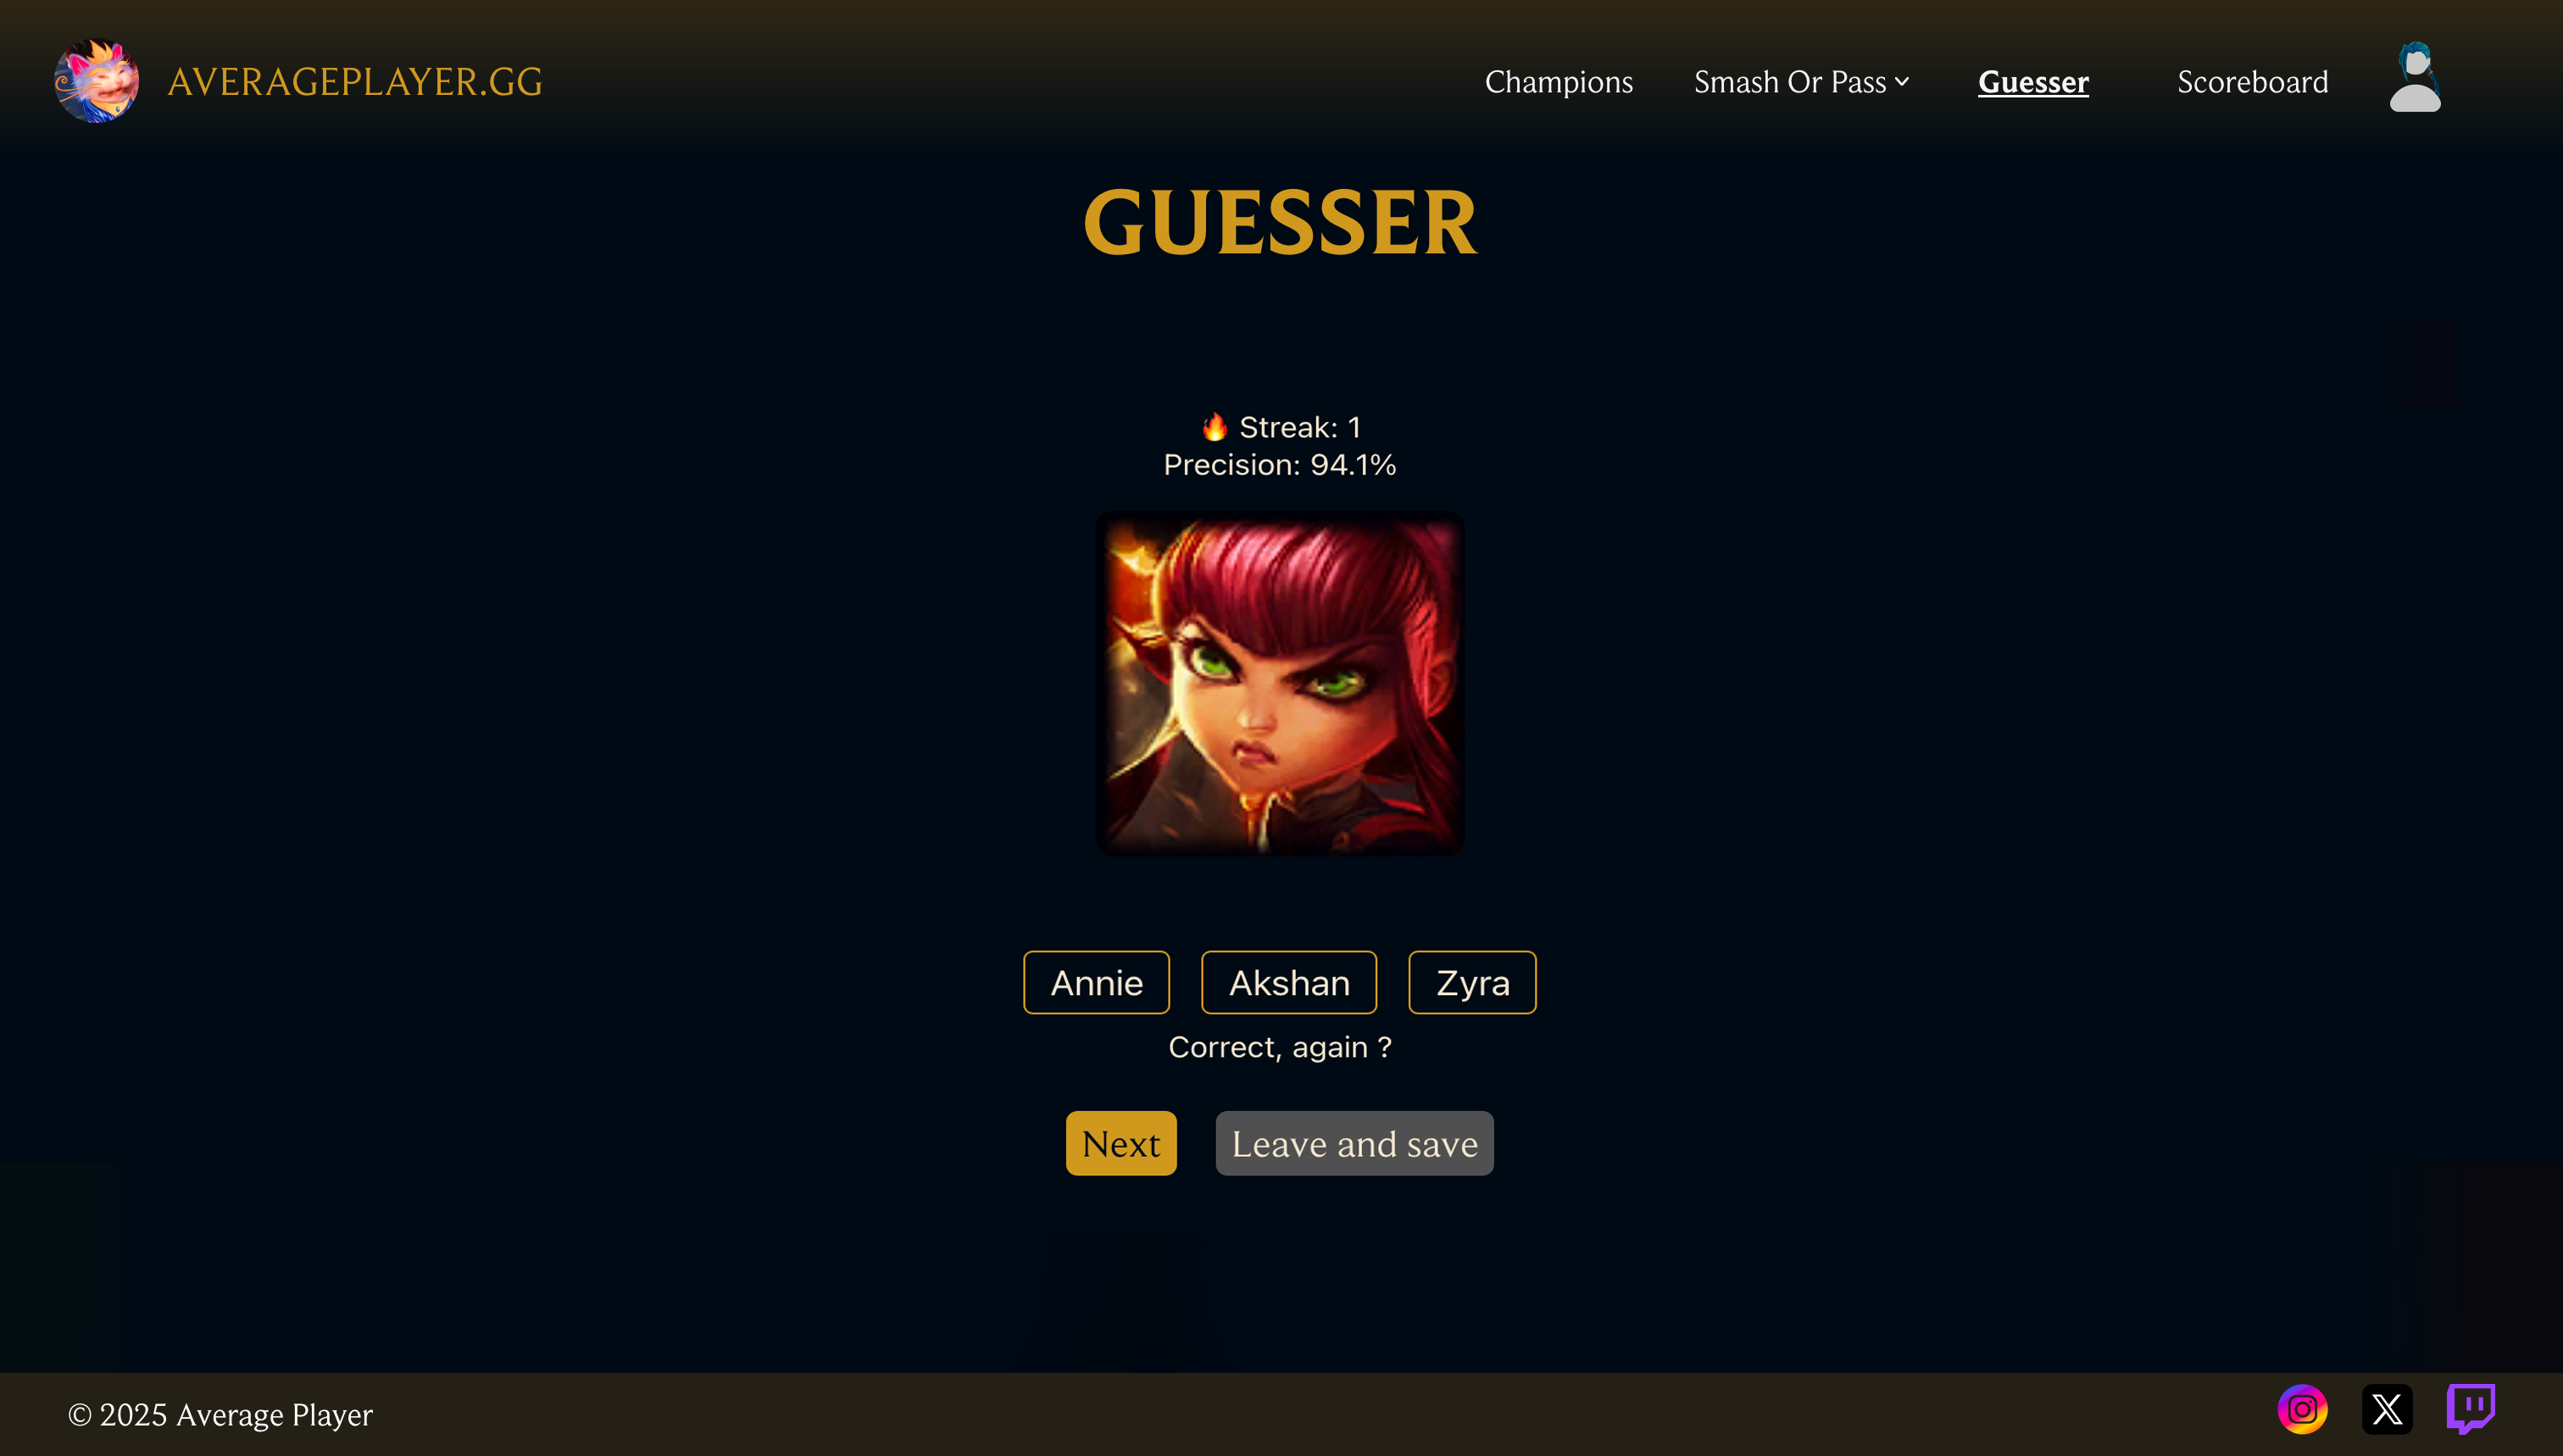 AVERAGEPLAYER.GG
Champions
Smash Or Pass
Guesser
Scoreboard
GUESSER
🔥 Streak: 1
Precision: 94.1%
Annie
Akshan
Zyra
Correct, again ?
Next
Leave and save
© 2025 Average Player